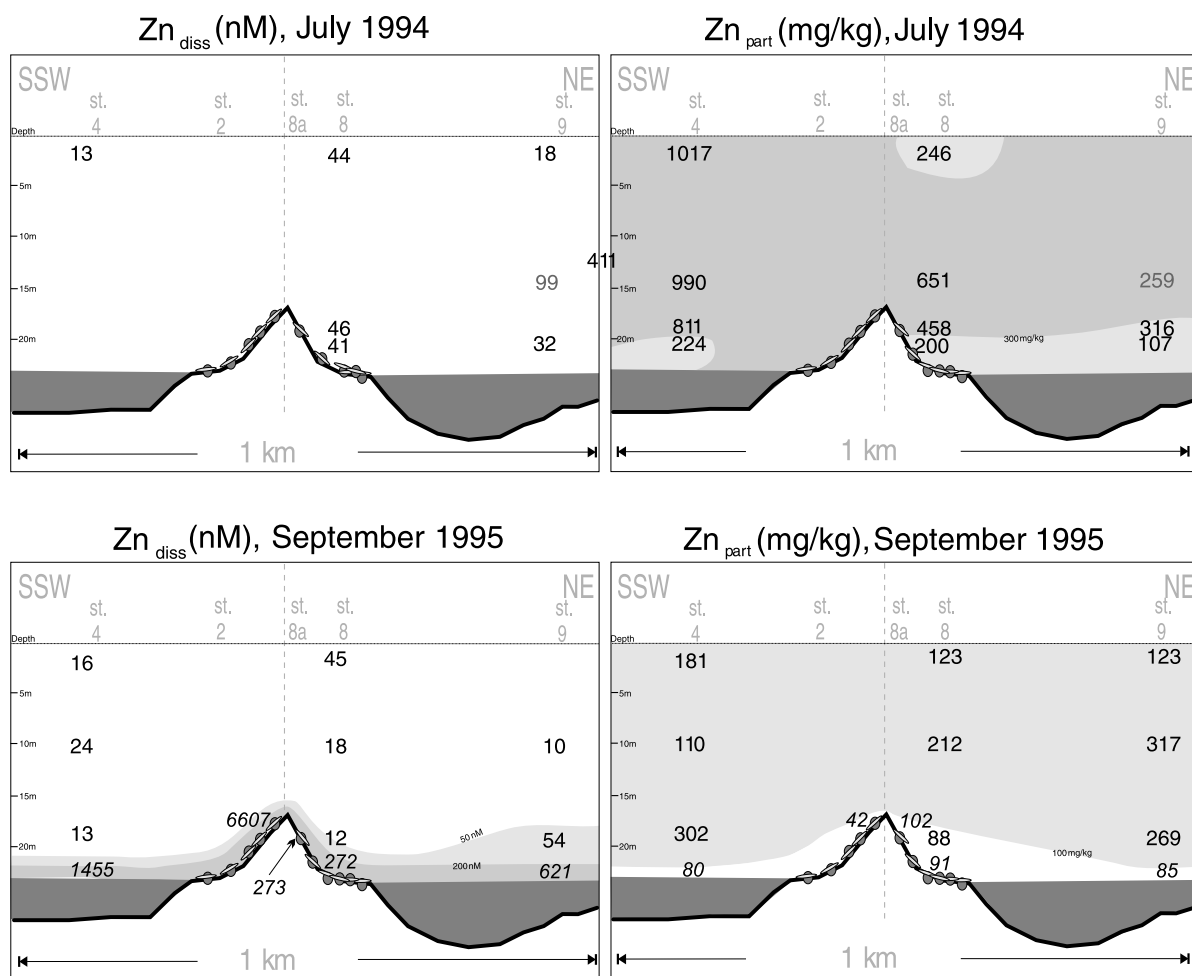 Zn diss (nM), July 1994
SSW NE
st. st. st. st. st.
4 2 8a 8 9
Depth
13 44 18
5m
10m
411
99
15m
46
41 32
20m
1 km
Zn part (mg/kg), July 1994
SSW NE
st. st. st. st. st.
4 2 8a 8 9
Depth
1017 246
5m
10m
990 651 259
15m
811 458 316
224 200 300 mg/kg 107
20m
1 km
Zn diss (nM), September 1995
SSW NE
st. st. st. st. st.
4 2 8a 8 9
Depth
16 45
5m
24 18 10
10m
15m
6607
13 12 50 nM 54
20m
1455 272 200 nM 621
273
1 km
Zn part (mg/kg), September 1995
SSW NE
st. st. st. st. st.
4 2 8a 8 9
Depth
181 123 123
5m
110 212 317
10m
15m
42 102
302 88 269
20m
80 91 100 mg/kg 85
1 km